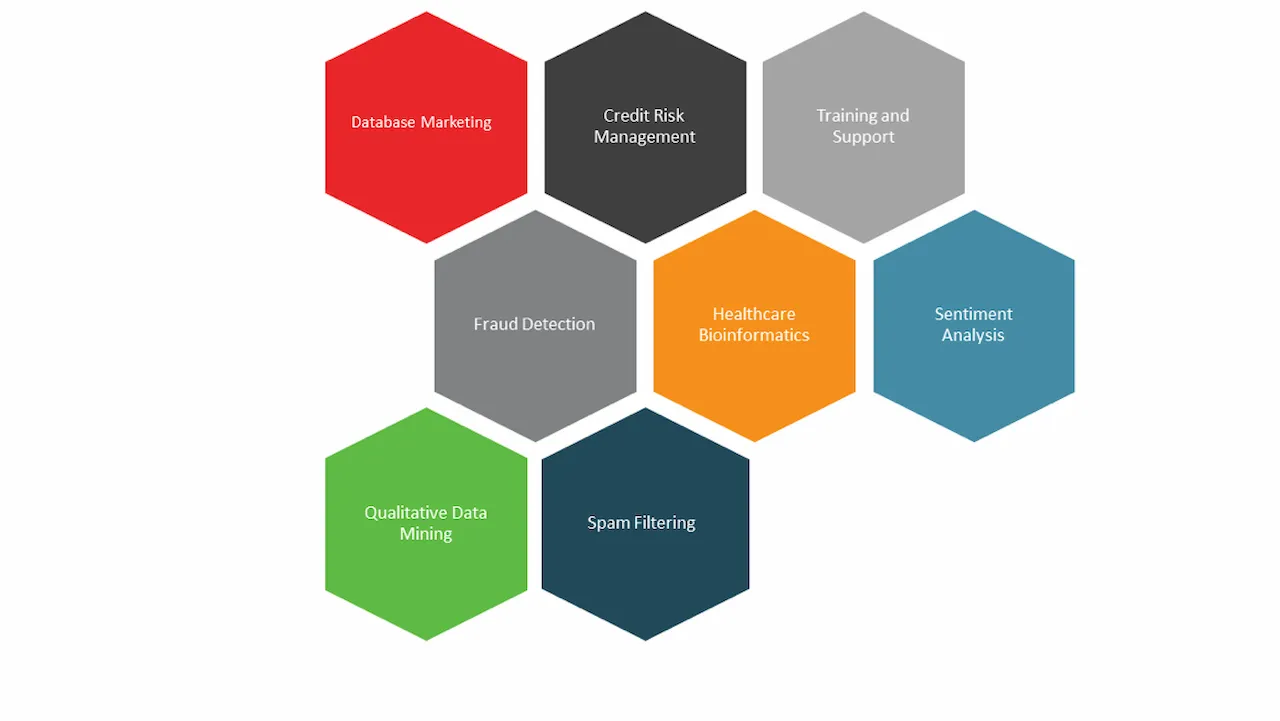 Database Marketing
Credit Risk
Management
Training and
Support
Fraud Detection
Healthcare
Bioinformatics
Sentiment
Analysis
Qualitative Data
Mining
Spam Filtering